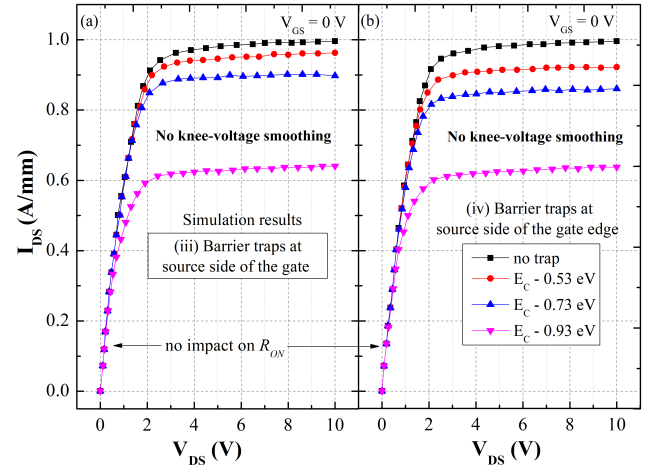 (a)
V_GS = 0 V
No knee-voltage smoothing
Simulation results
(iii) Barrier traps at
source side of the gate
no impact on R_ON
I_DS (A/mm)
1.0
0.8
0.6
0.4
0.2
0.0
0 2 4 6 8 10
V_DS (V)
(b)
V_GS = 0 V
No knee-voltage smoothing
(iv) Barrier traps at
source side of the gate edge
no trap
E_C - 0.53 eV
E_C - 0.73 eV
E_C - 0.93 eV
0 2 4 6 8 10
V_DS (V)